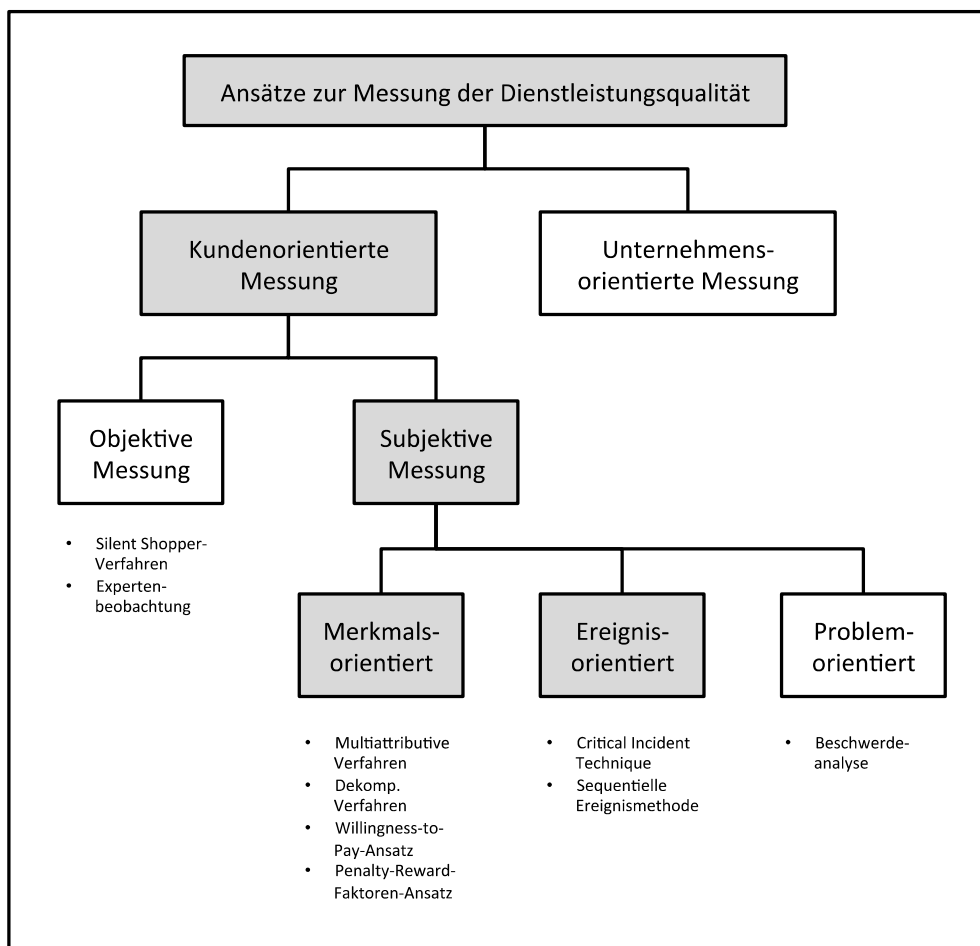 Ansätze zur Messung der Dienstleistungsqualität
Kundenorientierte
Messung
Unternehmens-
orientierte Messung
Objektive
Messung
Subjektive
Messung
• Silent Shopper-
Verfahren
• Experten-
beobachtung
Merkmals-
orientiert
Ereignis-
orientiert
Problem-
orientiert
• Multiattributive
Verfahren
• Dekomp.
Verfahren
• Willingness-to-
Pay-Ansatz
• Penalty-Reward-
Faktoren-Ansatz
• Critical Incident
Technique
• Sequentielle
Ereignismethode
• Beschwerde-
analyse